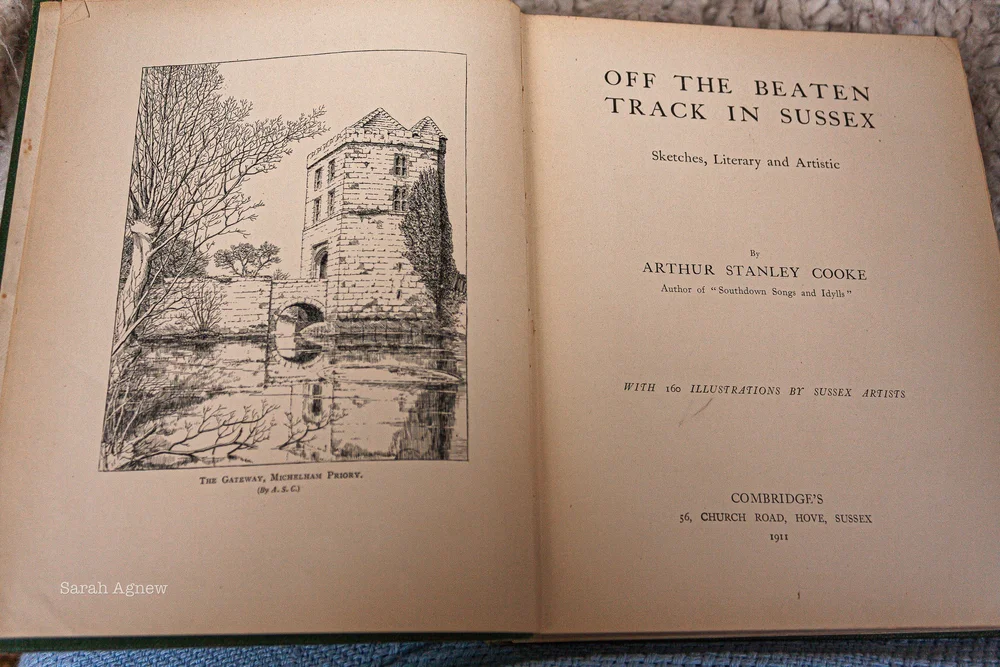 THE GATEWAY, MICHELHAM PRIORY.
(By A. S. C.)
Sarah Agnew
OFF THE BEATEN
TRACK IN SUSSEX
Sketches, Literary and Artistic
By
ARTHUR STANLEY COOKE
Author of "Southdown Songs and Idylls"
WITH 160 ILLUSTRATIONS BY SUSSEX ARTISTS
COMBRIDGE'S
56, CHURCH ROAD, HOVE, SUSSEX
1911